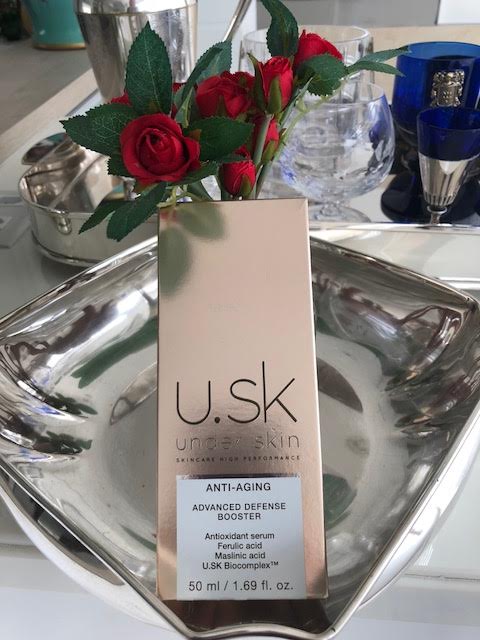 U.SK
under skin
SKINCARE HIGH PERFORMANCE
ANTI-AGING
ADVANCED DEFENSE
BOOSTER
Antioxidant serum
Ferulic acid
Maslinic acid
U.SK Biocomplex™
50 ml / 1.69 fl. oz.